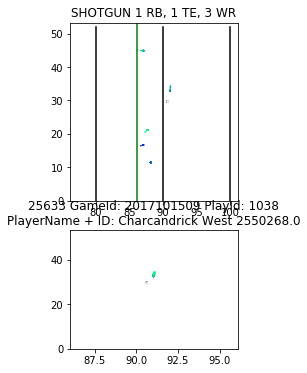 SHOTGUN 1 RB, 1 TE, 3 WR
50
40
30
20
10
0
80 85 90 95 100
25633 GameId: 2017101509 PlayId: 1038
PlayerName + ID: Charcandrick West 2550268.0
40
20
0
87.5 90.0 92.5 95.0